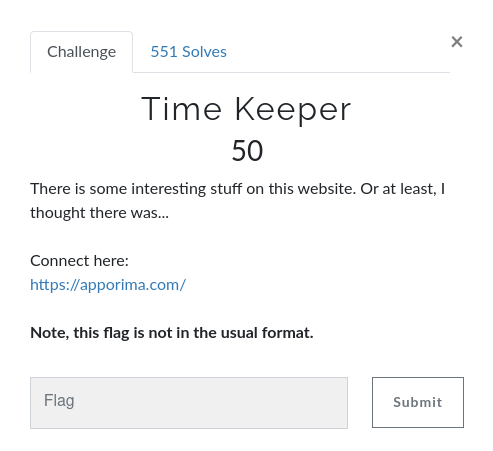 Challenge
551 Solves
×
Time Keeper
50
There is some interesting stuff on this website. Or at least, I
thought there was...
Connect here:
https://apporima.com/
Note, this flag is not in the usual format.
Flag
Submit